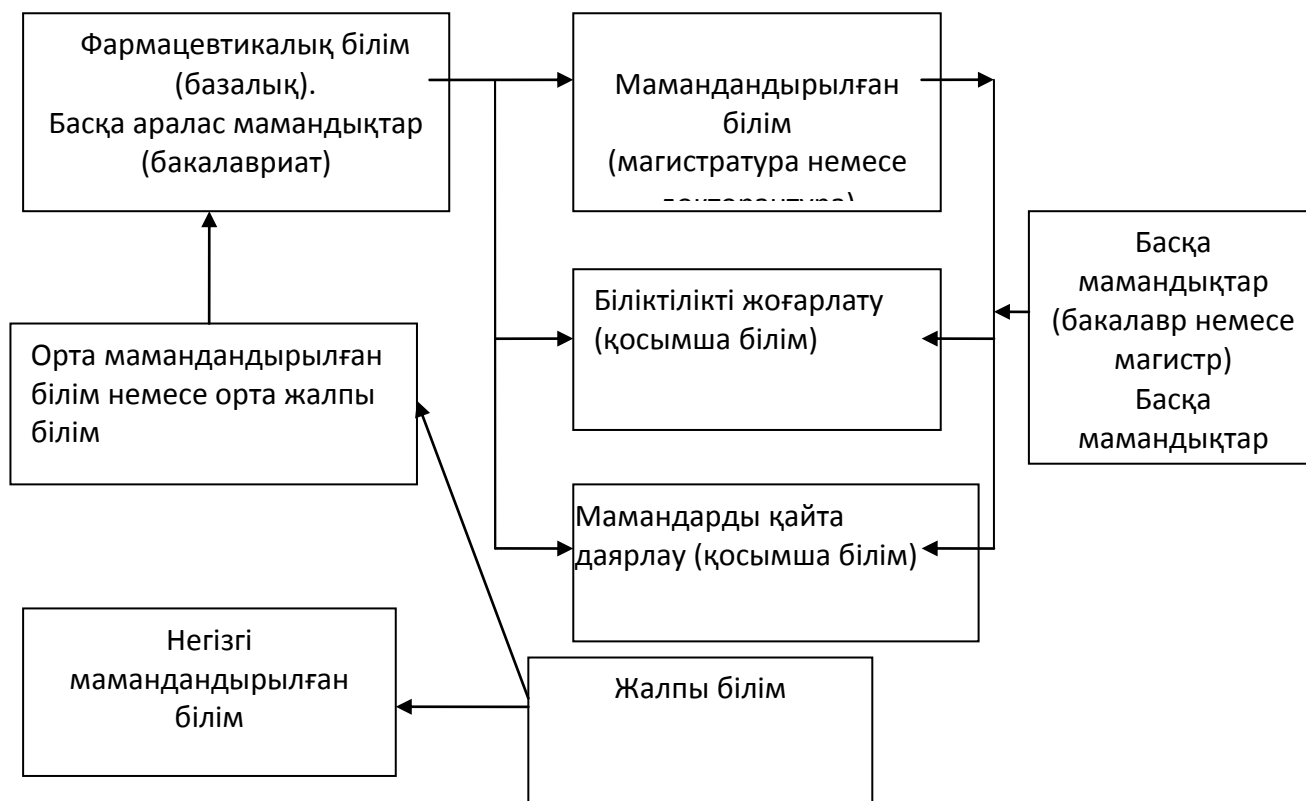 Фармацевтикалық білім
(базалық).
Басқа аралас мамандықтар
(бакалавриат)
Мамандандырылған
білім
(магистратура немесе
докторантура)
Басқа
мамандықтар
(бакалавр немесе
магистр)
Басқа
мамандықтар
Біліктілікті жоғарлату
(қосымша білім)
Орта мамандандырылған
білім немесе орта жалпы
білім
Мамандарды қайта
даярлау (қосымша білім)
Негізгі
мамандандырылған
білім
Жалпы білім